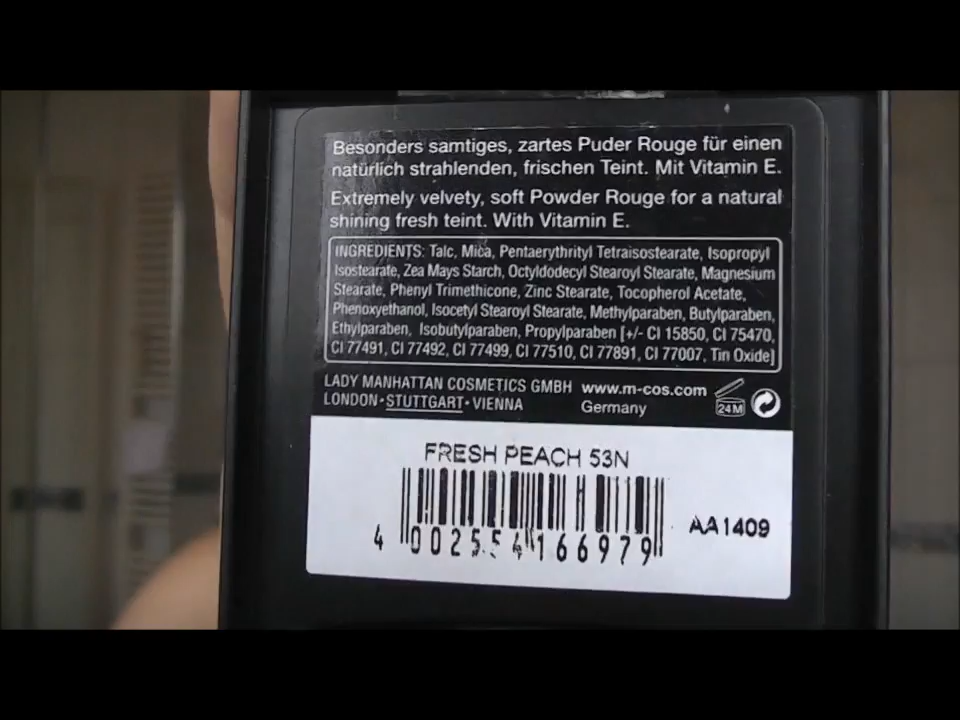 Besonders samtiges, zartes Puder Rouge für einen
natürlich strahlenden, frischen Teint. Mit Vitamin E.
Extremely velvety, soft Powder Rouge for a natural
shining fresh teint. With Vitamin E.
INGREDIENTS: Talc, Mica, Pentaerythrityl Tetraisostearate, Isopropyl
Isostearate, Zea Mays Starch, Octyldodecyl Stearoyl Stearate, Magnesium
Stearate, Phenyl Trimethicone, Zinc Stearate, Tocopherol Acetate,
Phenoxyethanol, Isocetyl Stearoyl Stearate, Methylparaben, Butylparaben,
Ethylparaben, Isobutylparaben, Propylparaben [+/- CI 15850, CI 75470,
CI 77491, CI 77492, CI 77499, CI 77510, CI 77891, CI 77007, Tin Oxide]
LADY MANHATTAN COSMETICS GMBH www.m-cos.com
LONDON·STUTTGART·VIENNA Germany 24M
FRESH PEACH 53N
AA1409
4 002554 166979